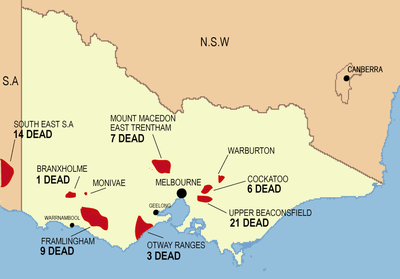 N.S.W
CANBERRA
S.A
SOUTH EAST S.A
14 DEAD
MOUNT MACEDON
EAST TRENTHAM
7 DEAD
WARBURTON
BRANXHOLME
1 DEAD
MONIVAE
MELBOURNE
COCKATOO
6 DEAD
GEELONG
WARRNAMBOOL
UPPER BEACONSFIELD
21 DEAD
FRAMLINGHAM
9 DEAD
OTWAY RANGES
3 DEAD